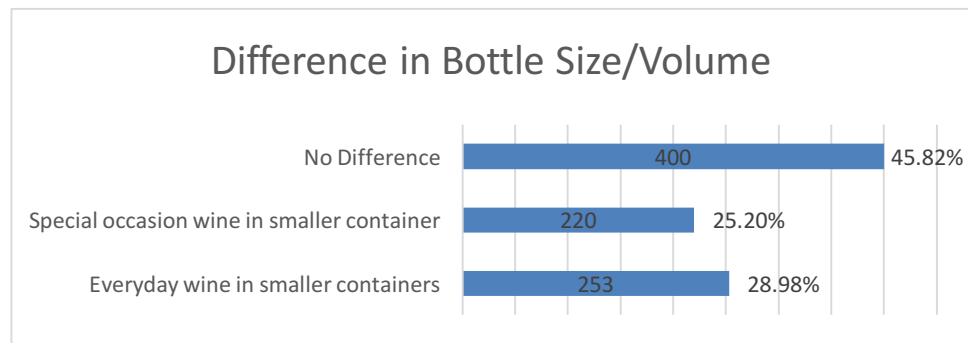 Difference in Bottle Size/Volume
No Difference 400 45.82%
Special occasion wine in smaller container 220 25.20%
Everyday wine in smaller containers 253 28.98%